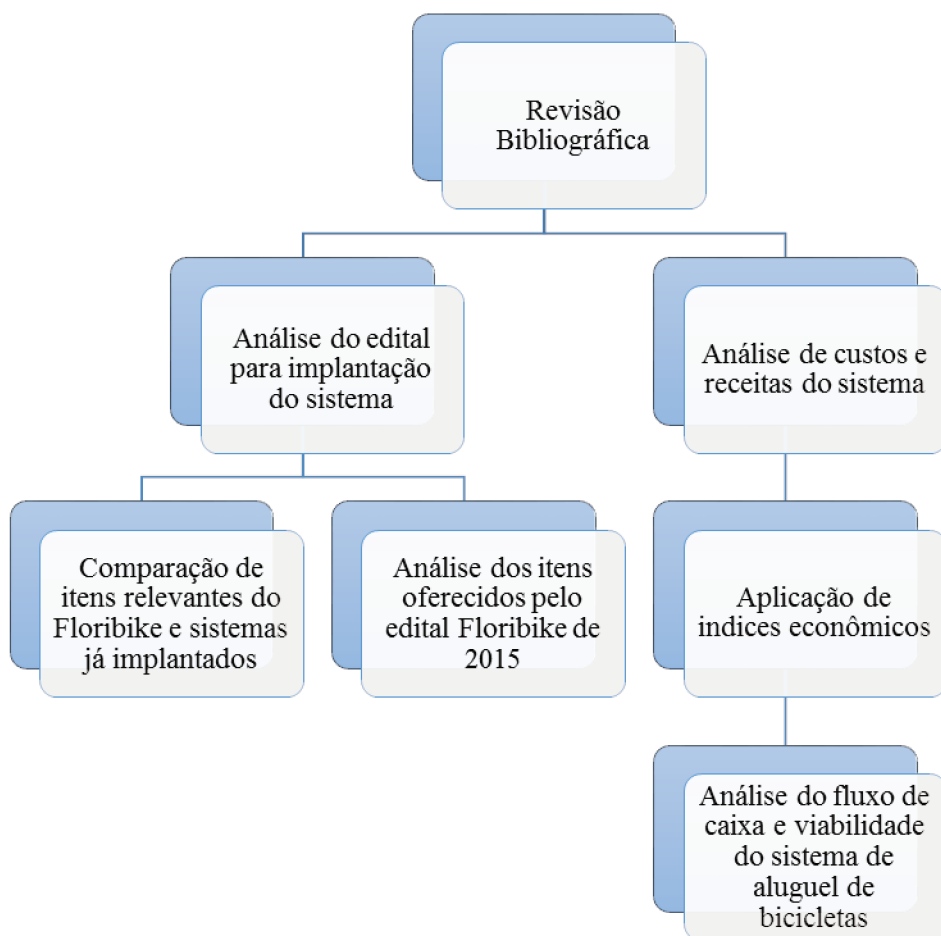 Revisão
Bibliográfica
Análise do edital
para implantação
do sistema
Análise de custos e
receitas do sistema
Comparação de
itens relevantes do
Floribike e sistemas
já implantados
Análise dos itens
oferecidos pelo
edital Floribike de
2015
Aplicação de
indices econômicos
Análise do fluxo de
caixa e viabilidade
do sistema de
aluguel de
bicicletas